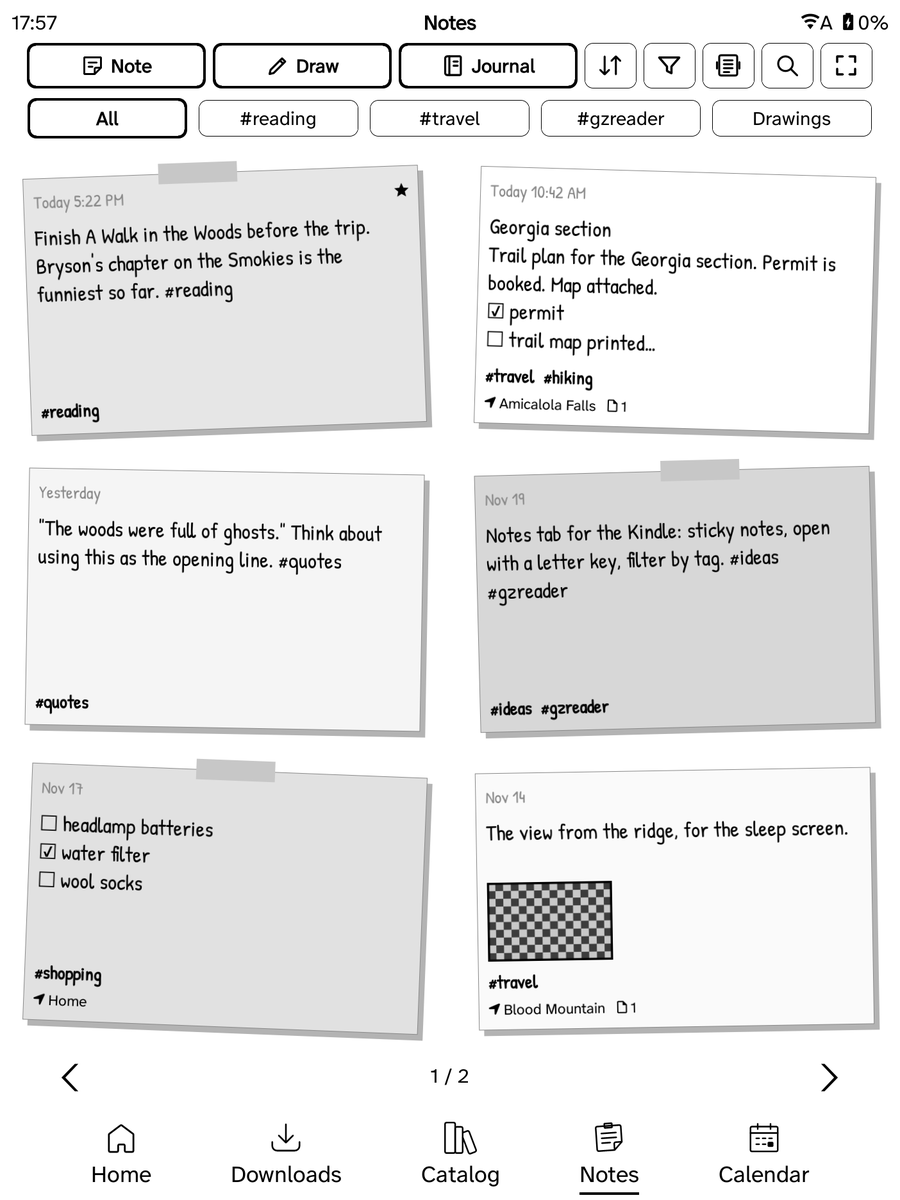 17:57 Notes A 0%
Note Draw Journal
All #reading #travel #gzreader Drawings
Today 5:22 PM
Finish A Walk in the Woods before the trip.
Bryson's chapter on the Smokies is the
funniest so far. #reading
#reading
Today 10:42 AM
Georgia section
Trail plan for the Georgia section. Permit is
booked. Map attached.
☑ permit
☐ trail map printed...
#travel #hiking
Amicalola Falls 1
Yesterday
"The woods were full of ghosts." Think about
using this as the opening line. #quotes
#quotes
Nov 19
Notes tab for the Kindle: sticky notes, open
with a letter key, filter by tag. #ideas
#gzreader
#ideas #gzreader
Nov 17
☐ headlamp batteries
☑ water filter
☐ wool socks
#shopping
Home
Nov 14
The view from the ridge, for the sleep screen.
#travel
Blood Mountain 1
1 / 2
Home Downloads Catalog Notes Calendar